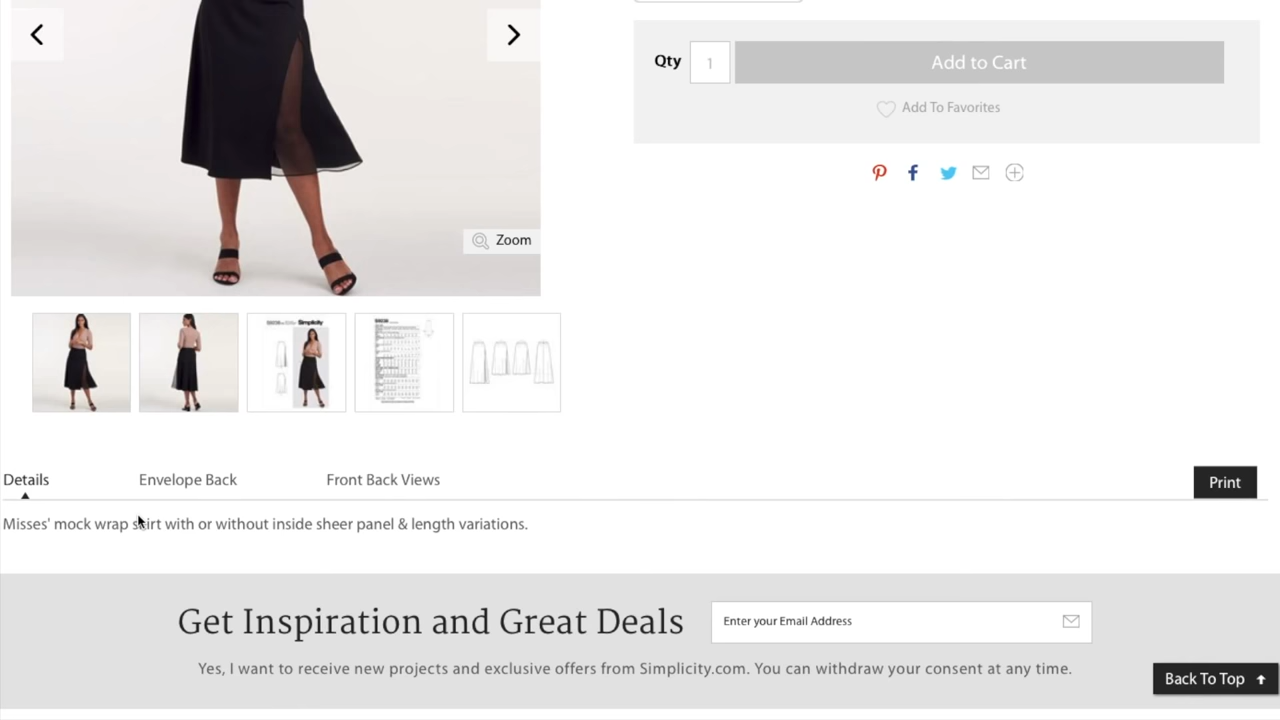 Qty
1
Add to Cart
Add To Favorites
Zoom
Simplicity
Details
Envelope Back
Front Back Views
Print
Misses' mock wrap skirt with or without inside sheer panel & length variations.
Get Inspiration and Great Deals
Enter your Email Address
Yes, I want to receive new projects and exclusive offers from Simplicity.com. You can withdraw your consent at any time.
Back To Top